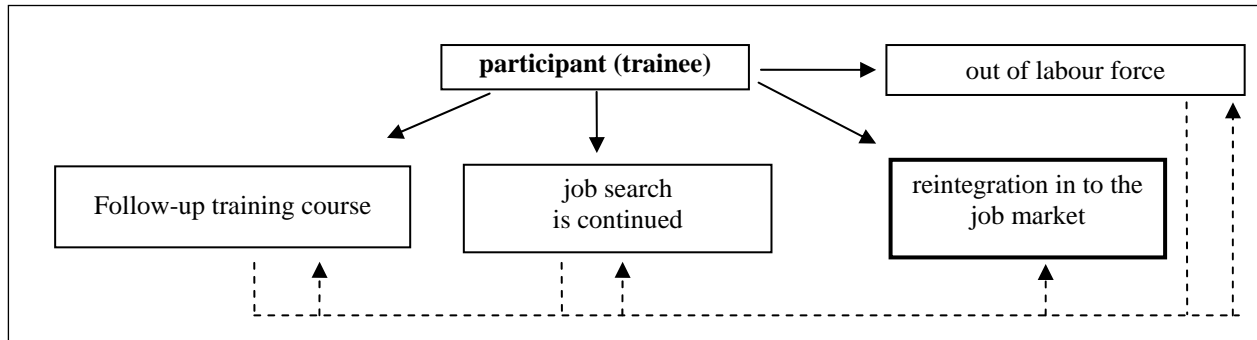 participant (trainee)
out of labour force
Follow-up training course
job search
is continued
reintegration in to the
job market